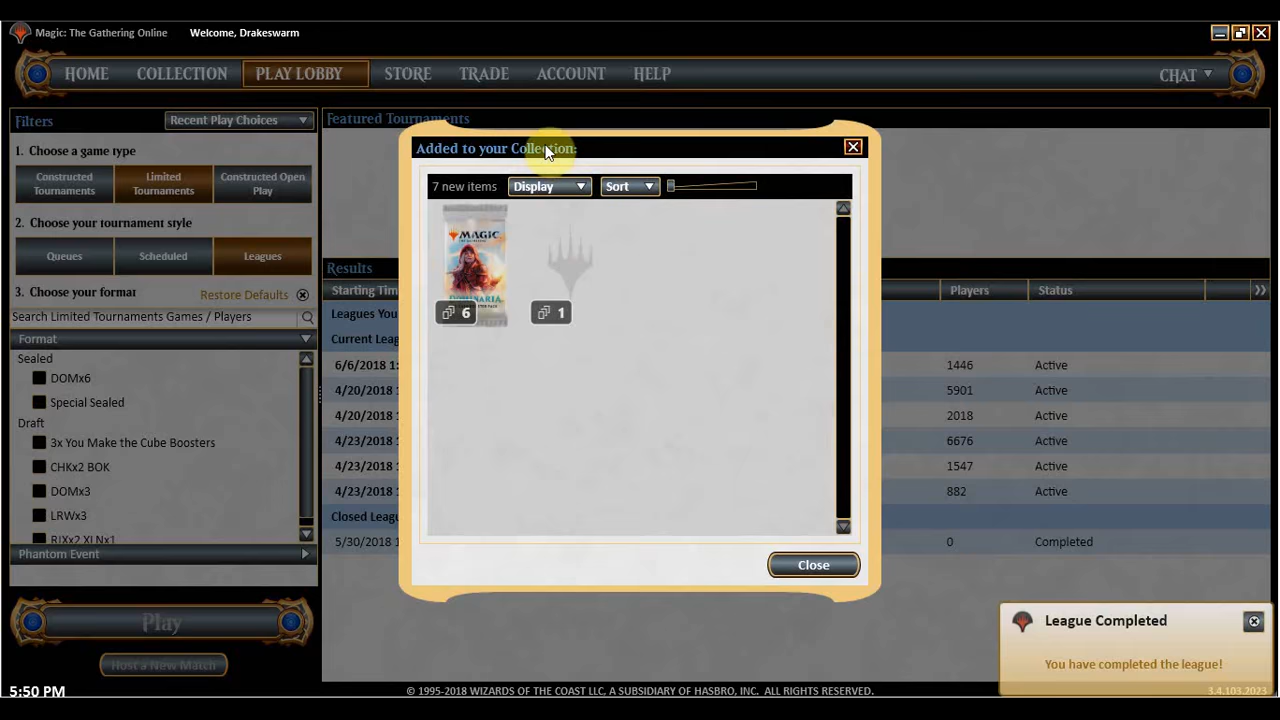 Magic: The Gathering Online
Welcome, Drakeswarm
HOME
COLLECTION
PLAY LOBBY
STORE
TRADE
ACCOUNT
HELP
CHAT
Filters
Recent Play Choices
1. Choose a game type
Constructed
Tournaments
Limited
Tournaments
Constructed Open
Play
2. Choose your tournament style
Queues
Scheduled
Leagues
3. Choose your format
Restore Defaults
Search Limited Tournaments Games / Players
Format
Sealed
DOMx6
Special Sealed
Draft
3x You Make the Cube Boosters
CHKx2 BOK
DOMx3
LRWx3
RIXx2 XLNx1
Phantom Event
Play
Host a New Match
5:50 PM
Featured Tournaments
Added to your Collection:
7 new items
Display
Sort
MAGIC
DOMINARIA
6
1
Close
Results
Starting Tim
Players
Status
Leagues You
Current Leag
6/6/2018 1:
1446
Active
4/20/2018 1
5901
Active
4/20/2018 1
2018
Active
4/23/2018 1
6676
Active
4/23/2018 1
1547
Active
4/23/2018 1
882
Active
Closed Leagu
5/30/2018 1
0
Completed
League Completed
You have completed the league!
© 1995-2018 WIZARDS OF THE COAST LLC, A SUBSIDIARY OF HASBRO, INC. ALL RIGHTS RESERVED.
3.4.103.2023